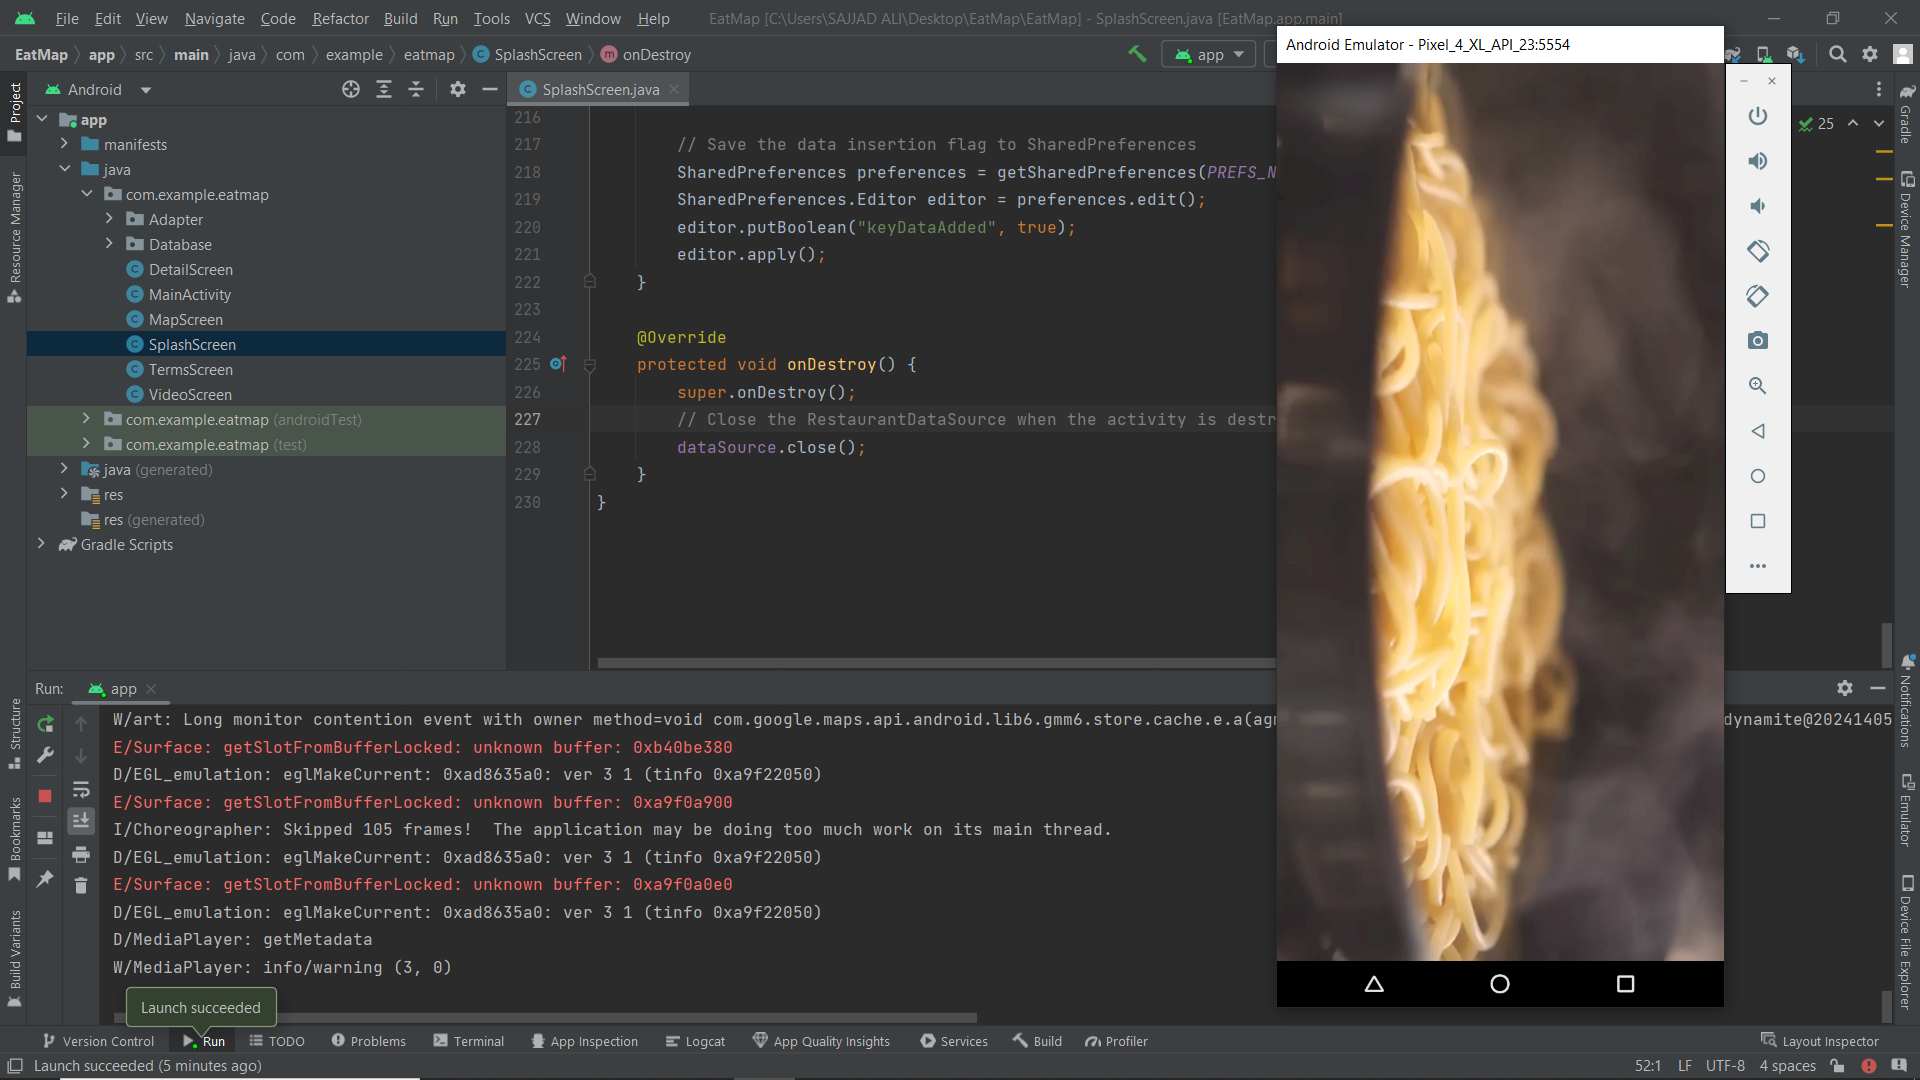 File Edit View Navigate Code Refactor Build Run Tools VCS Window Help EatMap [C:\Users\SAJJAD ALI\Desktop\EatMap\EatMap] - SplashScreen.java [EatMap.app.main]
EatMap app src main java com example eatmap SplashScreen onDestroy app
Android Emulator - Pixel_4_XL_API_23:5554
Android
SplashScreen.java
Project
Resource Manager
Structure
Bookmarks
Build Variants
app
manifests
java
com.example.eatmap
Adapter
Database
DetailScreen
MainActivity
MapScreen
SplashScreen
TermsScreen
VideoScreen
com.example.eatmap (androidTest)
com.example.eatmap (test)
java (generated)
res
res (generated)
Gradle Scripts
25
216
217 // Save the data insertion flag to SharedPreferences
218 SharedPreferences preferences = getSharedPreferences(PREFS_N
219 SharedPreferences.Editor editor = preferences.edit();
220 editor.putBoolean("keyDataAdded", true);
221 editor.apply();
222 }
223
224 @Override
225 protected void onDestroy() {
226 super.onDestroy();
227 // Close the RestaurantDataSource when the activity is destr
228 dataSource.close();
229 }
230 }
Gradle
Device Manager
Notifications
Emulator
Device File Explorer
Run: app
W/art: Long monitor contention event with owner method=void com.google.maps.api.android.lib6.gmm6.store.cache.e.a(agm dynamite@20241405
E/Surface: getSlotFromBufferLocked: unknown buffer: 0xb40be380
D/EGL_emulation: eglMakeCurrent: 0xad8635a0: ver 3 1 (tinfo 0xa9f22050)
E/Surface: getSlotFromBufferLocked: unknown buffer: 0xa9f0a900
I/Choreographer: Skipped 105 frames!  The application may be doing too much work on its main thread.
D/EGL_emulation: eglMakeCurrent: 0xad8635a0: ver 3 1 (tinfo 0xa9f22050)
E/Surface: getSlotFromBufferLocked: unknown buffer: 0xa9f0a0e0
D/EGL_emulation: eglMakeCurrent: 0xad8635a0: ver 3 1 (tinfo 0xa9f22050)
D/MediaPlayer: getMetadata
W/MediaPlayer: info/warning (3, 0)
Launch succeeded
Version Control Run TODO Problems Terminal App Inspection Logcat App Quality Insights Services Build Profiler Layout Inspector
Launch succeeded (5 minutes ago) 52:1 LF UTF-8 4 spaces